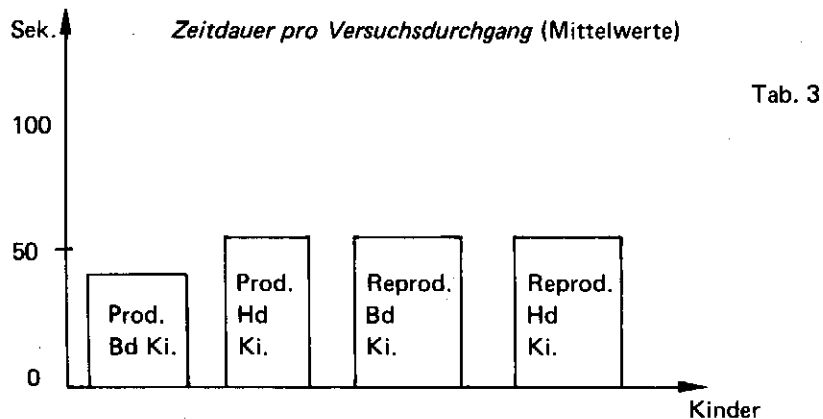 Sek. Zeitdauer pro Versuchsdurchgang (Mittelwerte)
Tab. 3
100
50
0
Prod.
Bd Ki.
Prod.
Hd
Ki.
Reprod.
Bd
Ki.
Reprod.
Hd
Ki.
Kinder